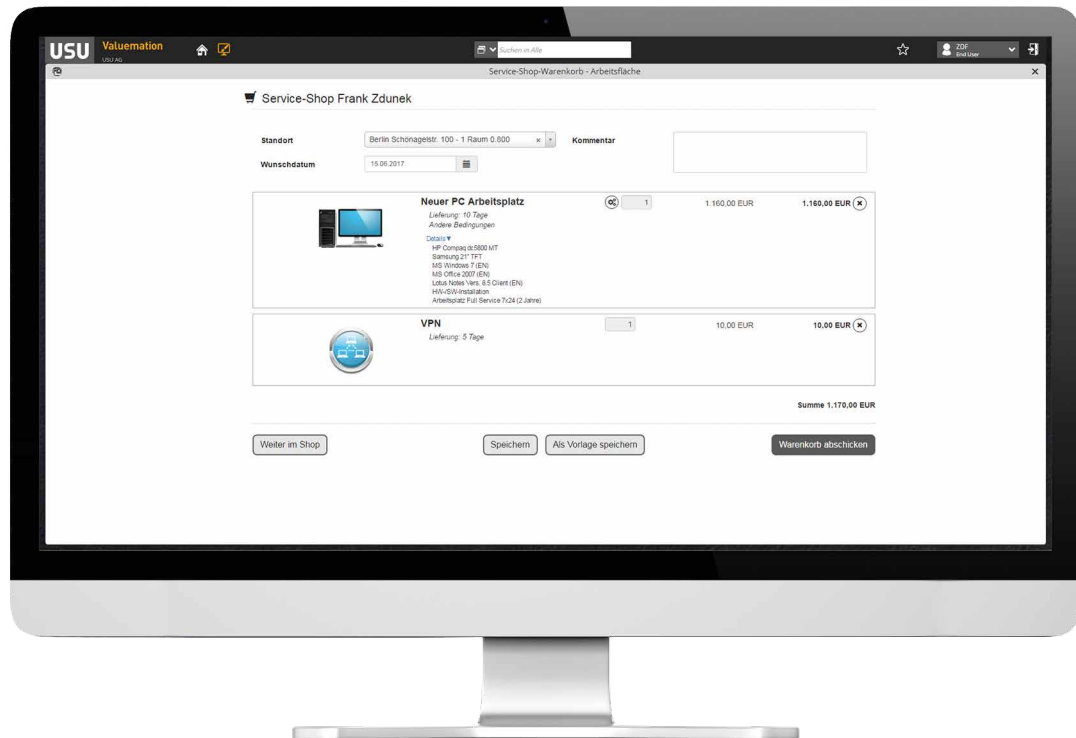 USU
Valuemation
USU AG
Suchen in Alle
ZDF
End User
Service-Shop-Warenkorb - Arbeitsfläche
Service-Shop Frank Zdunek
Standort
Berlin Schönagelstr. 100 - 1 Raum 0.800
Kommentar
Wunschdatum
15.06.2017
Neuer PC Arbeitsplatz
1
1.160,00 EUR
1.160,00 EUR
Lieferung: 10 Tage
Andere Bedingungen
Details
HP Compaq dc5800 MT
Samsung 21" TFT
MS Windows 7 (EN)
MS Office 2007 (EN)
Lotus Notes Vers. 8.5 Client (EN)
HW-/SW-Installation
Arbeitsplatz Full Service 7x24 (2 Jahre)
VPN
1
10,00 EUR
10,00 EUR
Lieferung: 5 Tage
Summe 1.170,00 EUR
Weiter im Shop
Speichern
Als Vorlage speichern
Warenkorb abschicken